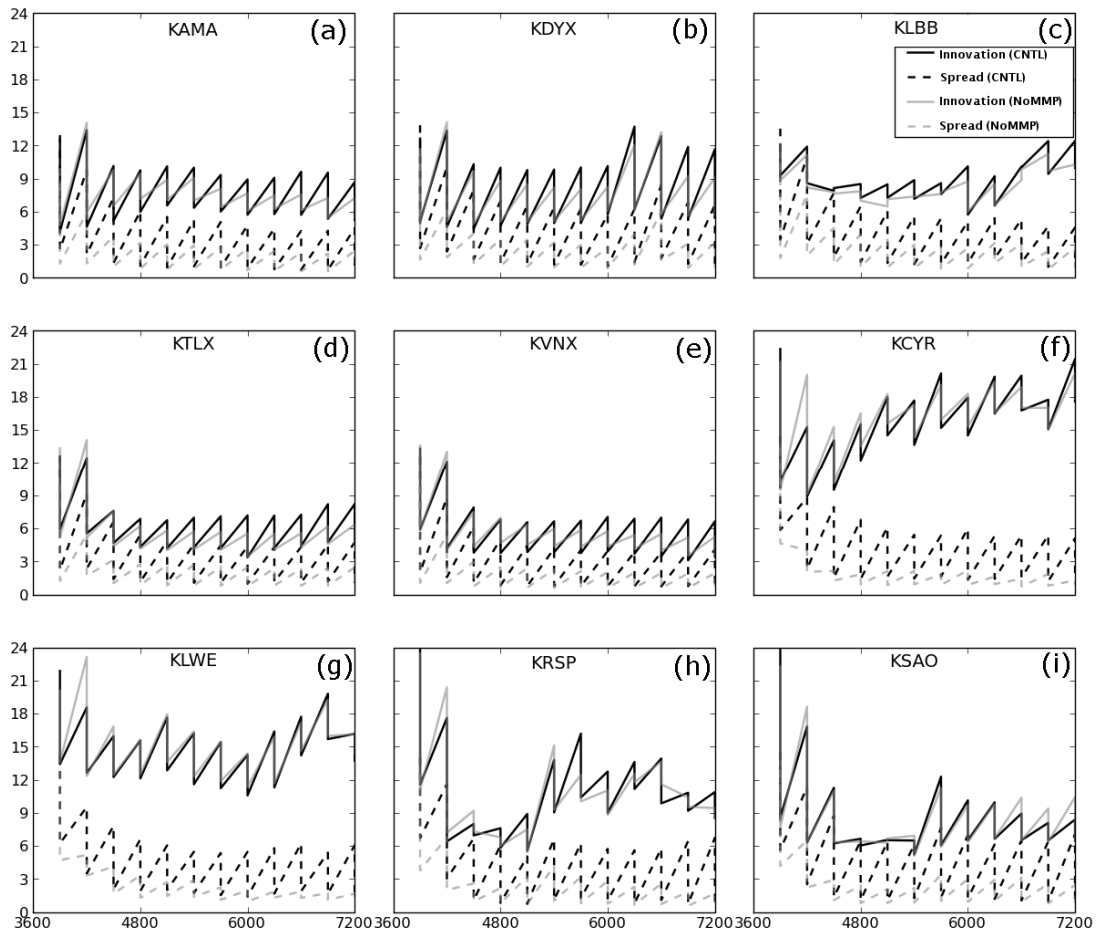 24
21
18
15
12
9
6
3
0
KAMA (a)
KDYX (b)
KLBB (c)
Innovation (CNTL)
Spread (CNTL)
Innovation (NoMMP)
Spread (NoMMP)
24
21
18
15
12
9
6
3
0
KTLX (d)
KVNX (e)
KCYR (f)
24
21
18
15
12
9
6
3
0
KLWE (g)
KRSP (h)
KSAO (i)
3600 4800 6000 7200
3600 4800 6000 7200
3600 4800 6000 7200